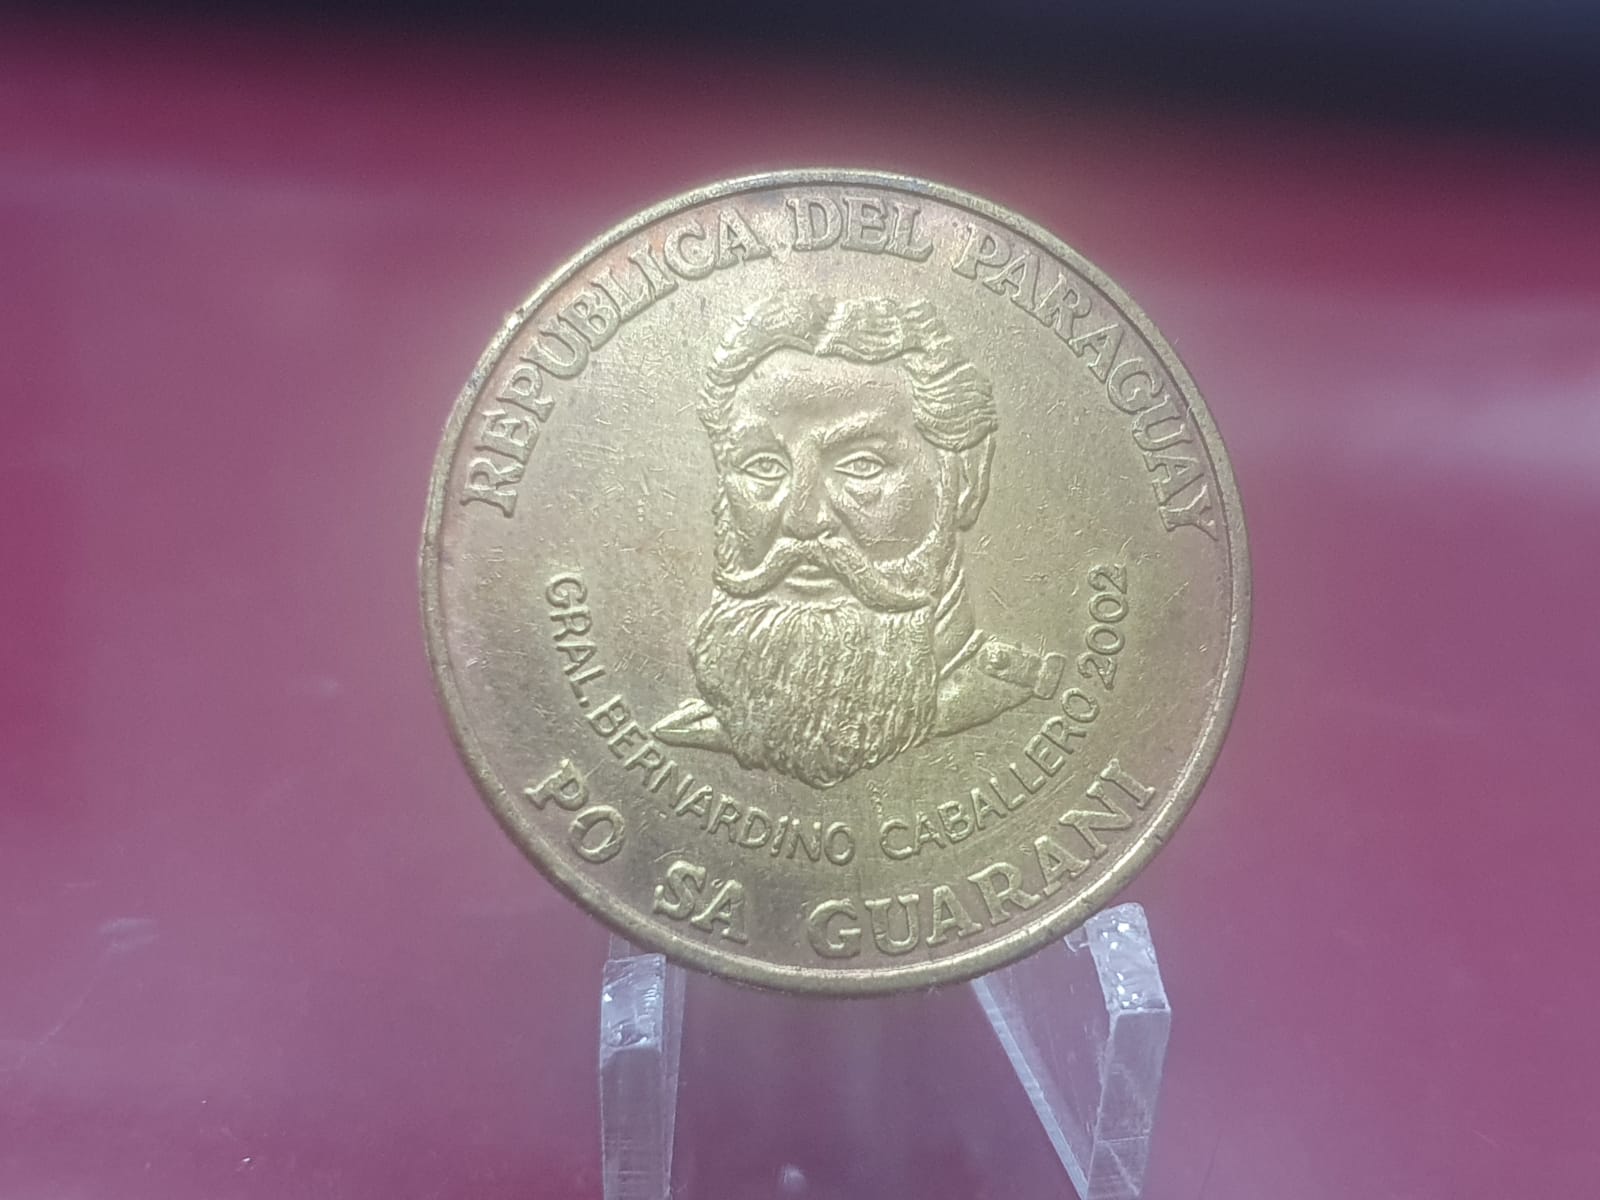 REPUBLICA DEL PARAGUAY
GRAL. BERNARDINO CABALLERO 2002
PO SA GUARANI